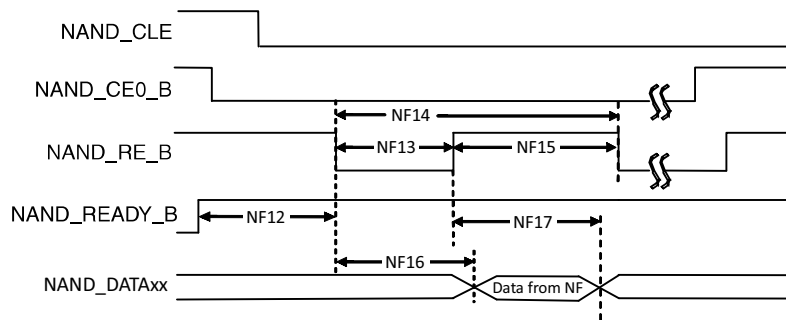 NAND_CLE
NAND_CE0_B
NF14
NAND_RE_B
NF13
NF15
NAND_READY_B
NF12
NF17
NF16
NAND_DATAxx
Data from NF